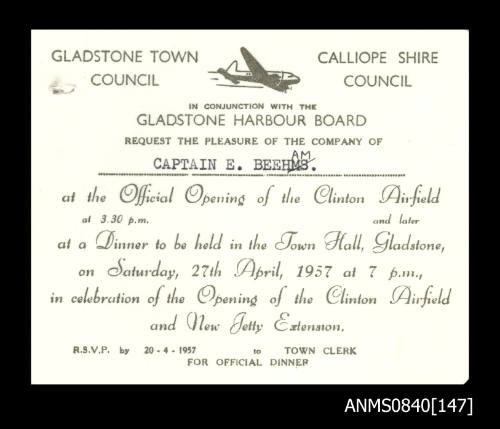 GLADSTONE TOWN COUNCIL
CALLIOPE SHIRE COUNCIL
IN CONJUNCTION WITH THE
GLADSTONE HARBOUR BOARD
REQUEST THE PLEASURE OF THE COMPANY OF
AM
CAPTAIN E. BEEHMS.
at the Official Opening of the Clinton Airfield
at 3.30 p.m. and later
at a Dinner to be held in the Town Hall, Gladstone,
on Saturday, 27th April, 1957 at 7 p.m.,
in celebration of the Opening of the Clinton Airfield
and New Jetty Extension.
R.S.V.P. by 20-4-1957 to TOWN CLERK
FOR OFFICIAL DINNER
ANMS0840[147]